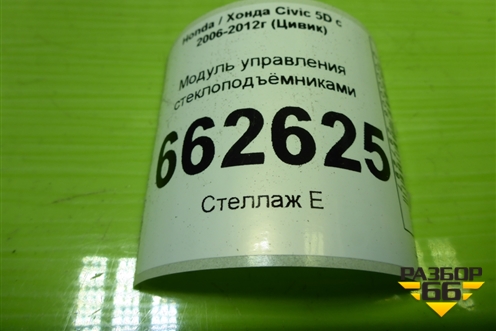 Honda / Хонда Civic 5D с
2006-2012г (Цивик)
Модуль управления
стеклоподъёмниками
662625
Стеллаж Е
РАЗБОР
66